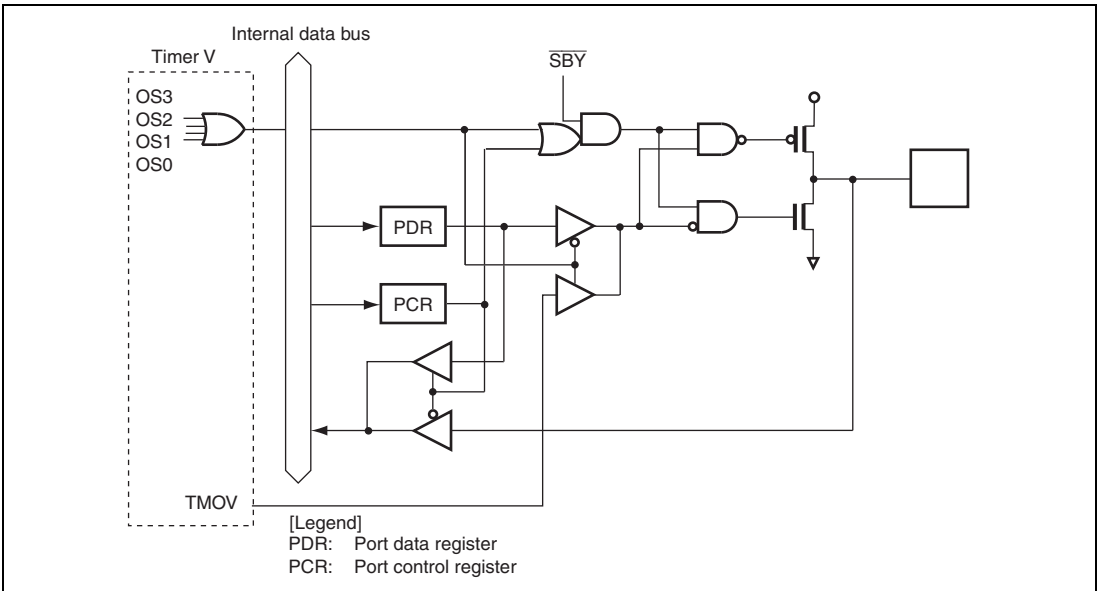 Internal data bus
Timer V
SBY
OS3
OS2
OS1
OS0
PDR
PCR
TMOV
[Legend]
PDR: Port data register
PCR: Port control register